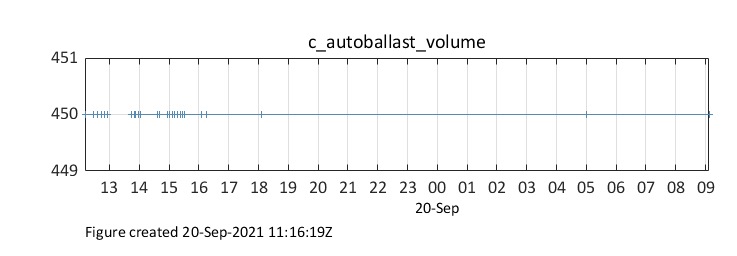 c_autoballast_volume
451
450
449
13 14 15 16 17 18 19 20 21 22 23 00 01 02 03 04 05 06 07 08 09
20-Sep
Figure created 20-Sep-2021 11:16:19Z